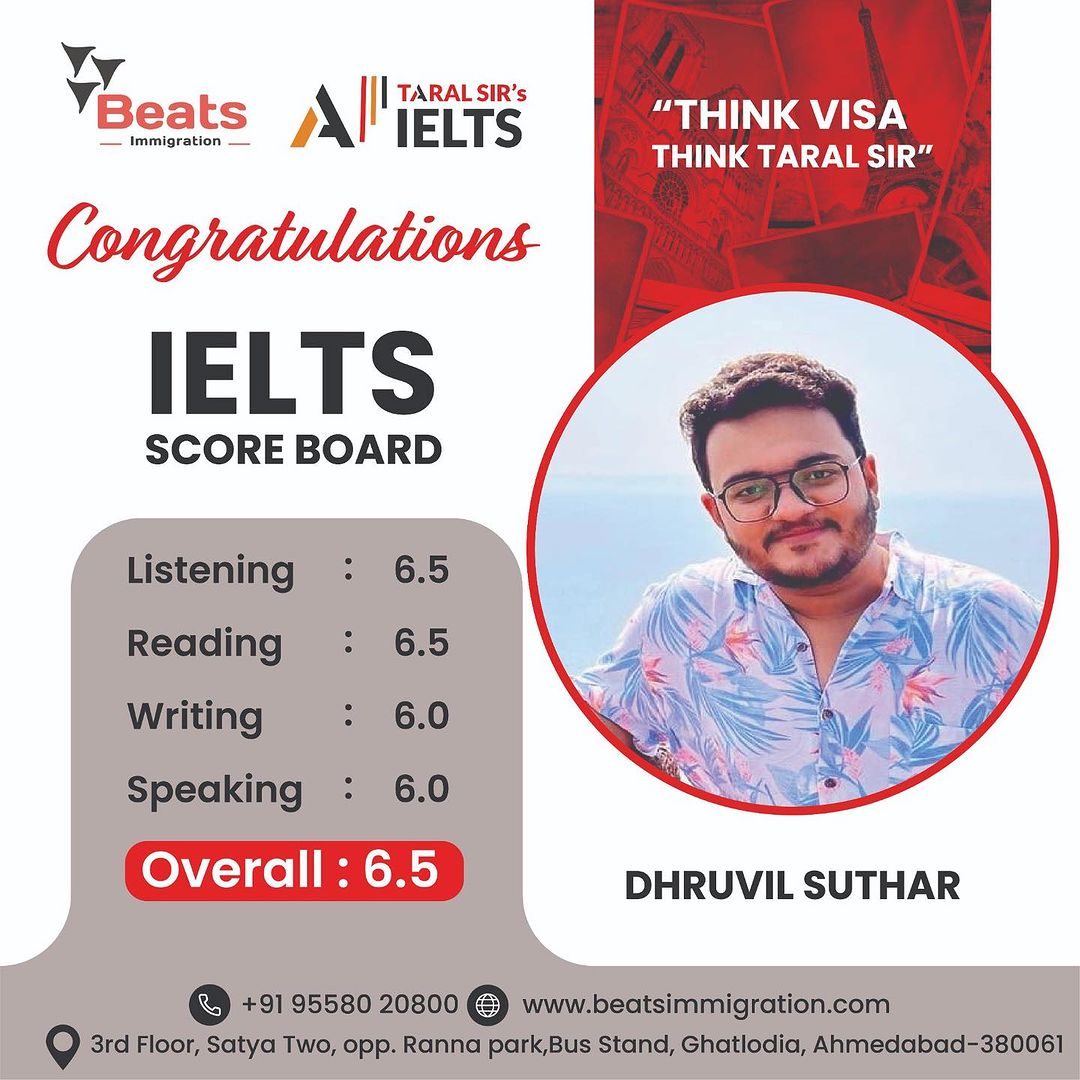 Beats
Immigration
TARAL SIR's
IELTS
"THINK VISA
THINK TARAL SIR"
Congratulations
IELTS
SCORE BOARD
Listening : 6.5
Reading : 6.5
Writing : 6.0
Speaking : 6.0
Overall : 6.5
DHRUVIL SUTHAR
+91 95580 20800 www.beatsimmigration.com
3rd Floor, Satya Two, opp. Ranna park,Bus Stand, Ghatlodia, Ahmedabad-380061